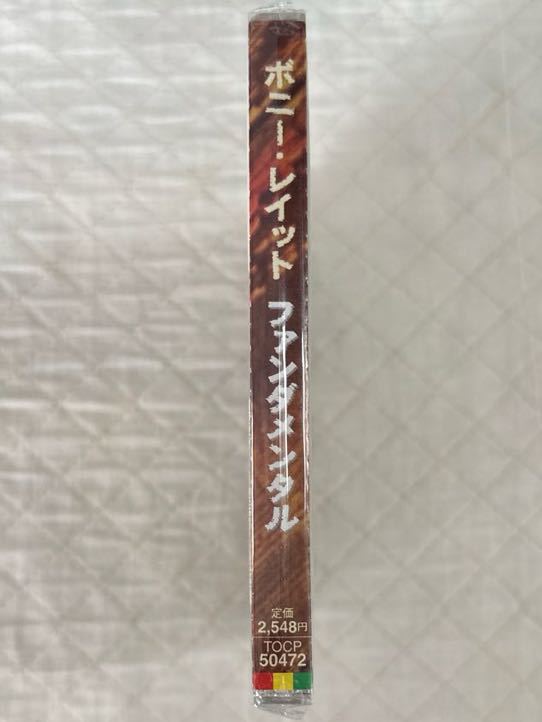 ボニー・レイット
ファンダメンタル
定価
2,548円
TOCP
50472